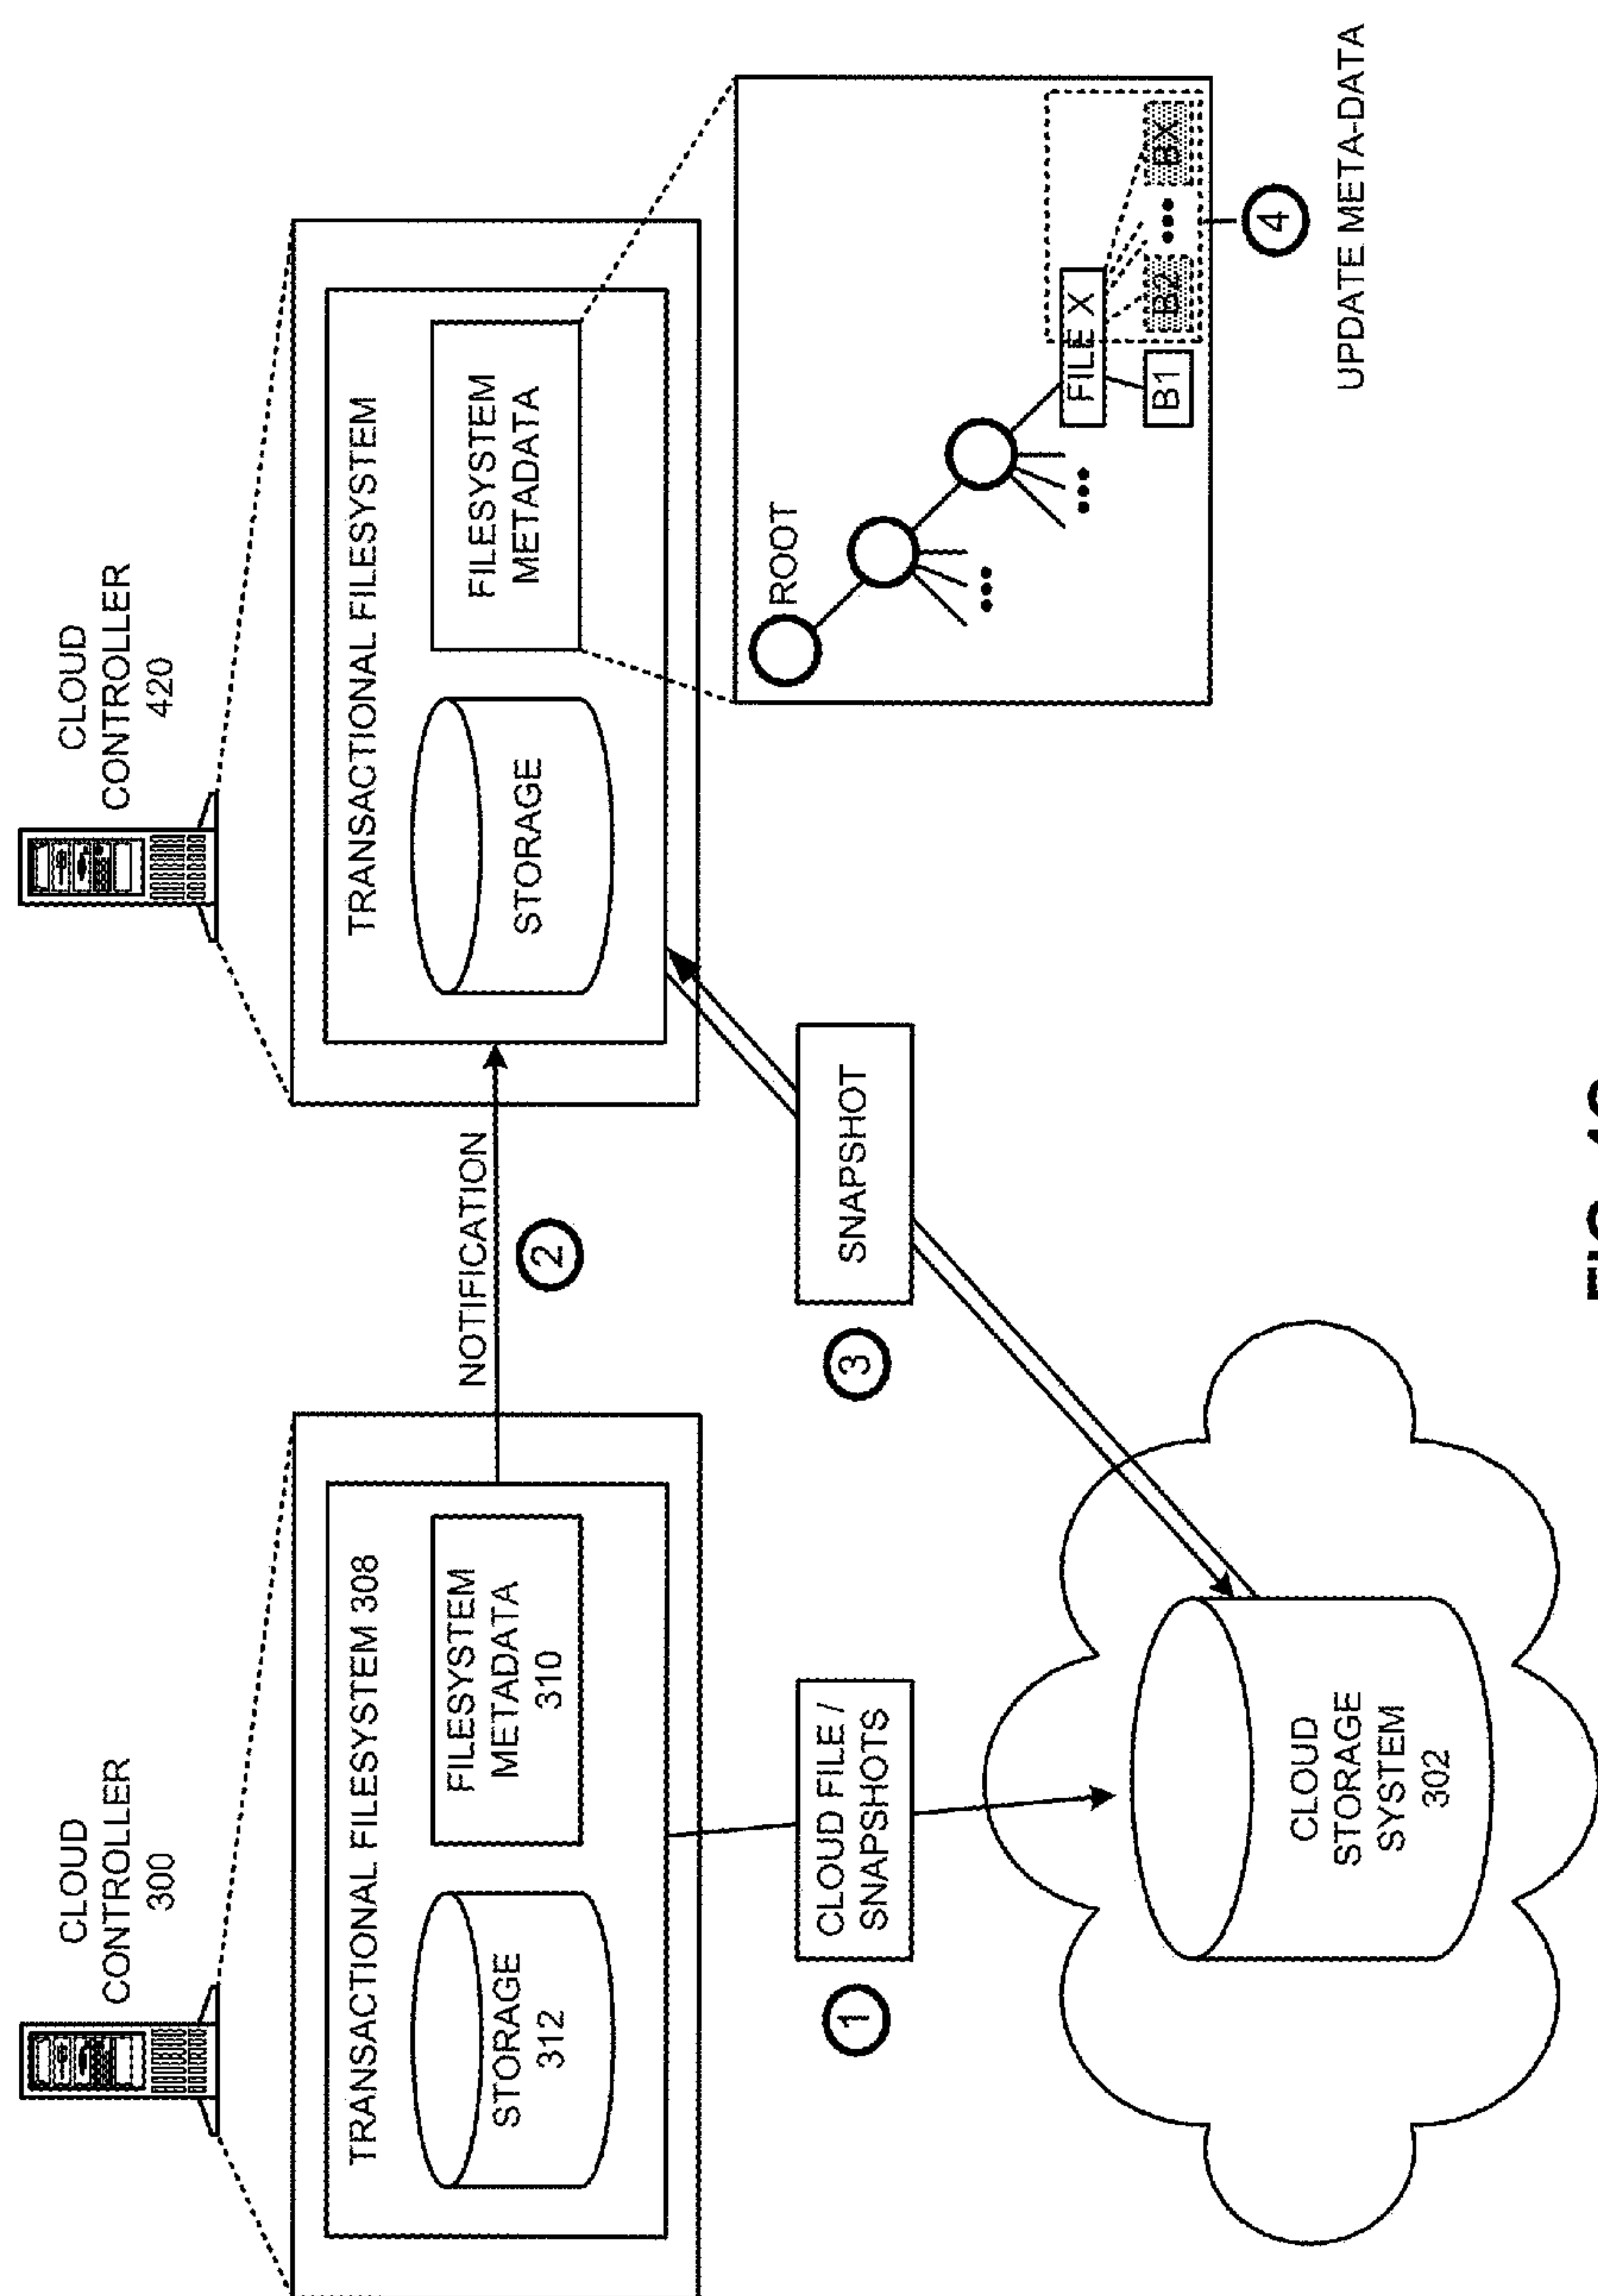 CLOUD
CONTROLLER
300
TRANSACTIONAL FILESYSTEM 308
STORAGE
312
FILESYSTEM
METADATA
310
NOTIFICATION
2
CLOUD
CONTROLLER
420
TRANSACTIONAL FILESYSTEM
STORAGE
FILESYSTEM
METADATA
1
CLOUD FILE /
SNAPSHOTS
3
SNAPSHOT
CLOUD
STORAGE
SYSTEM
302
ROOT
FILE X
B1
B2
BX
4
UPDATE META-DATA